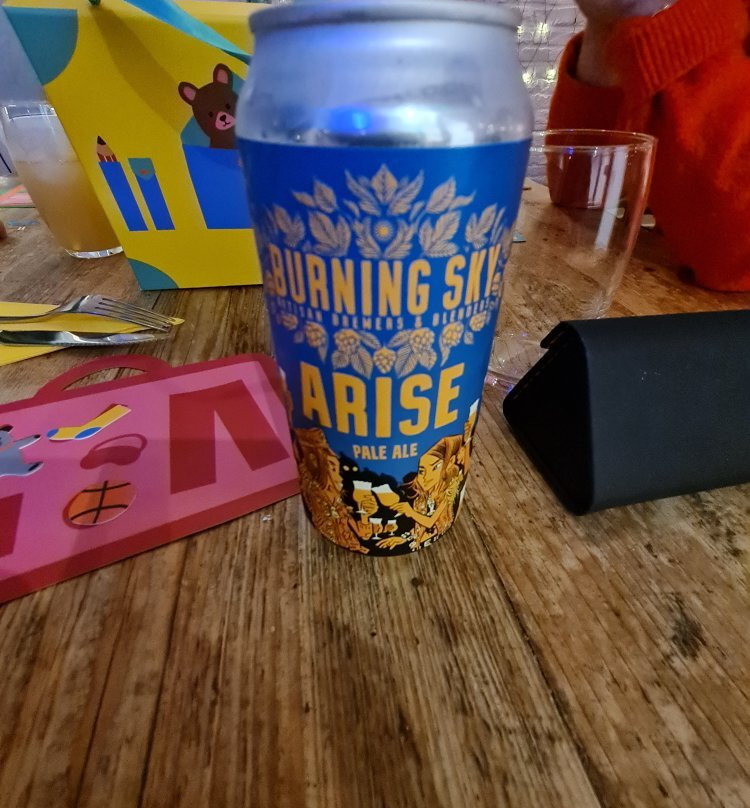 BURNING SKY
ARTISAN BREWERS & BLENDERS
ARISE
PALE ALE